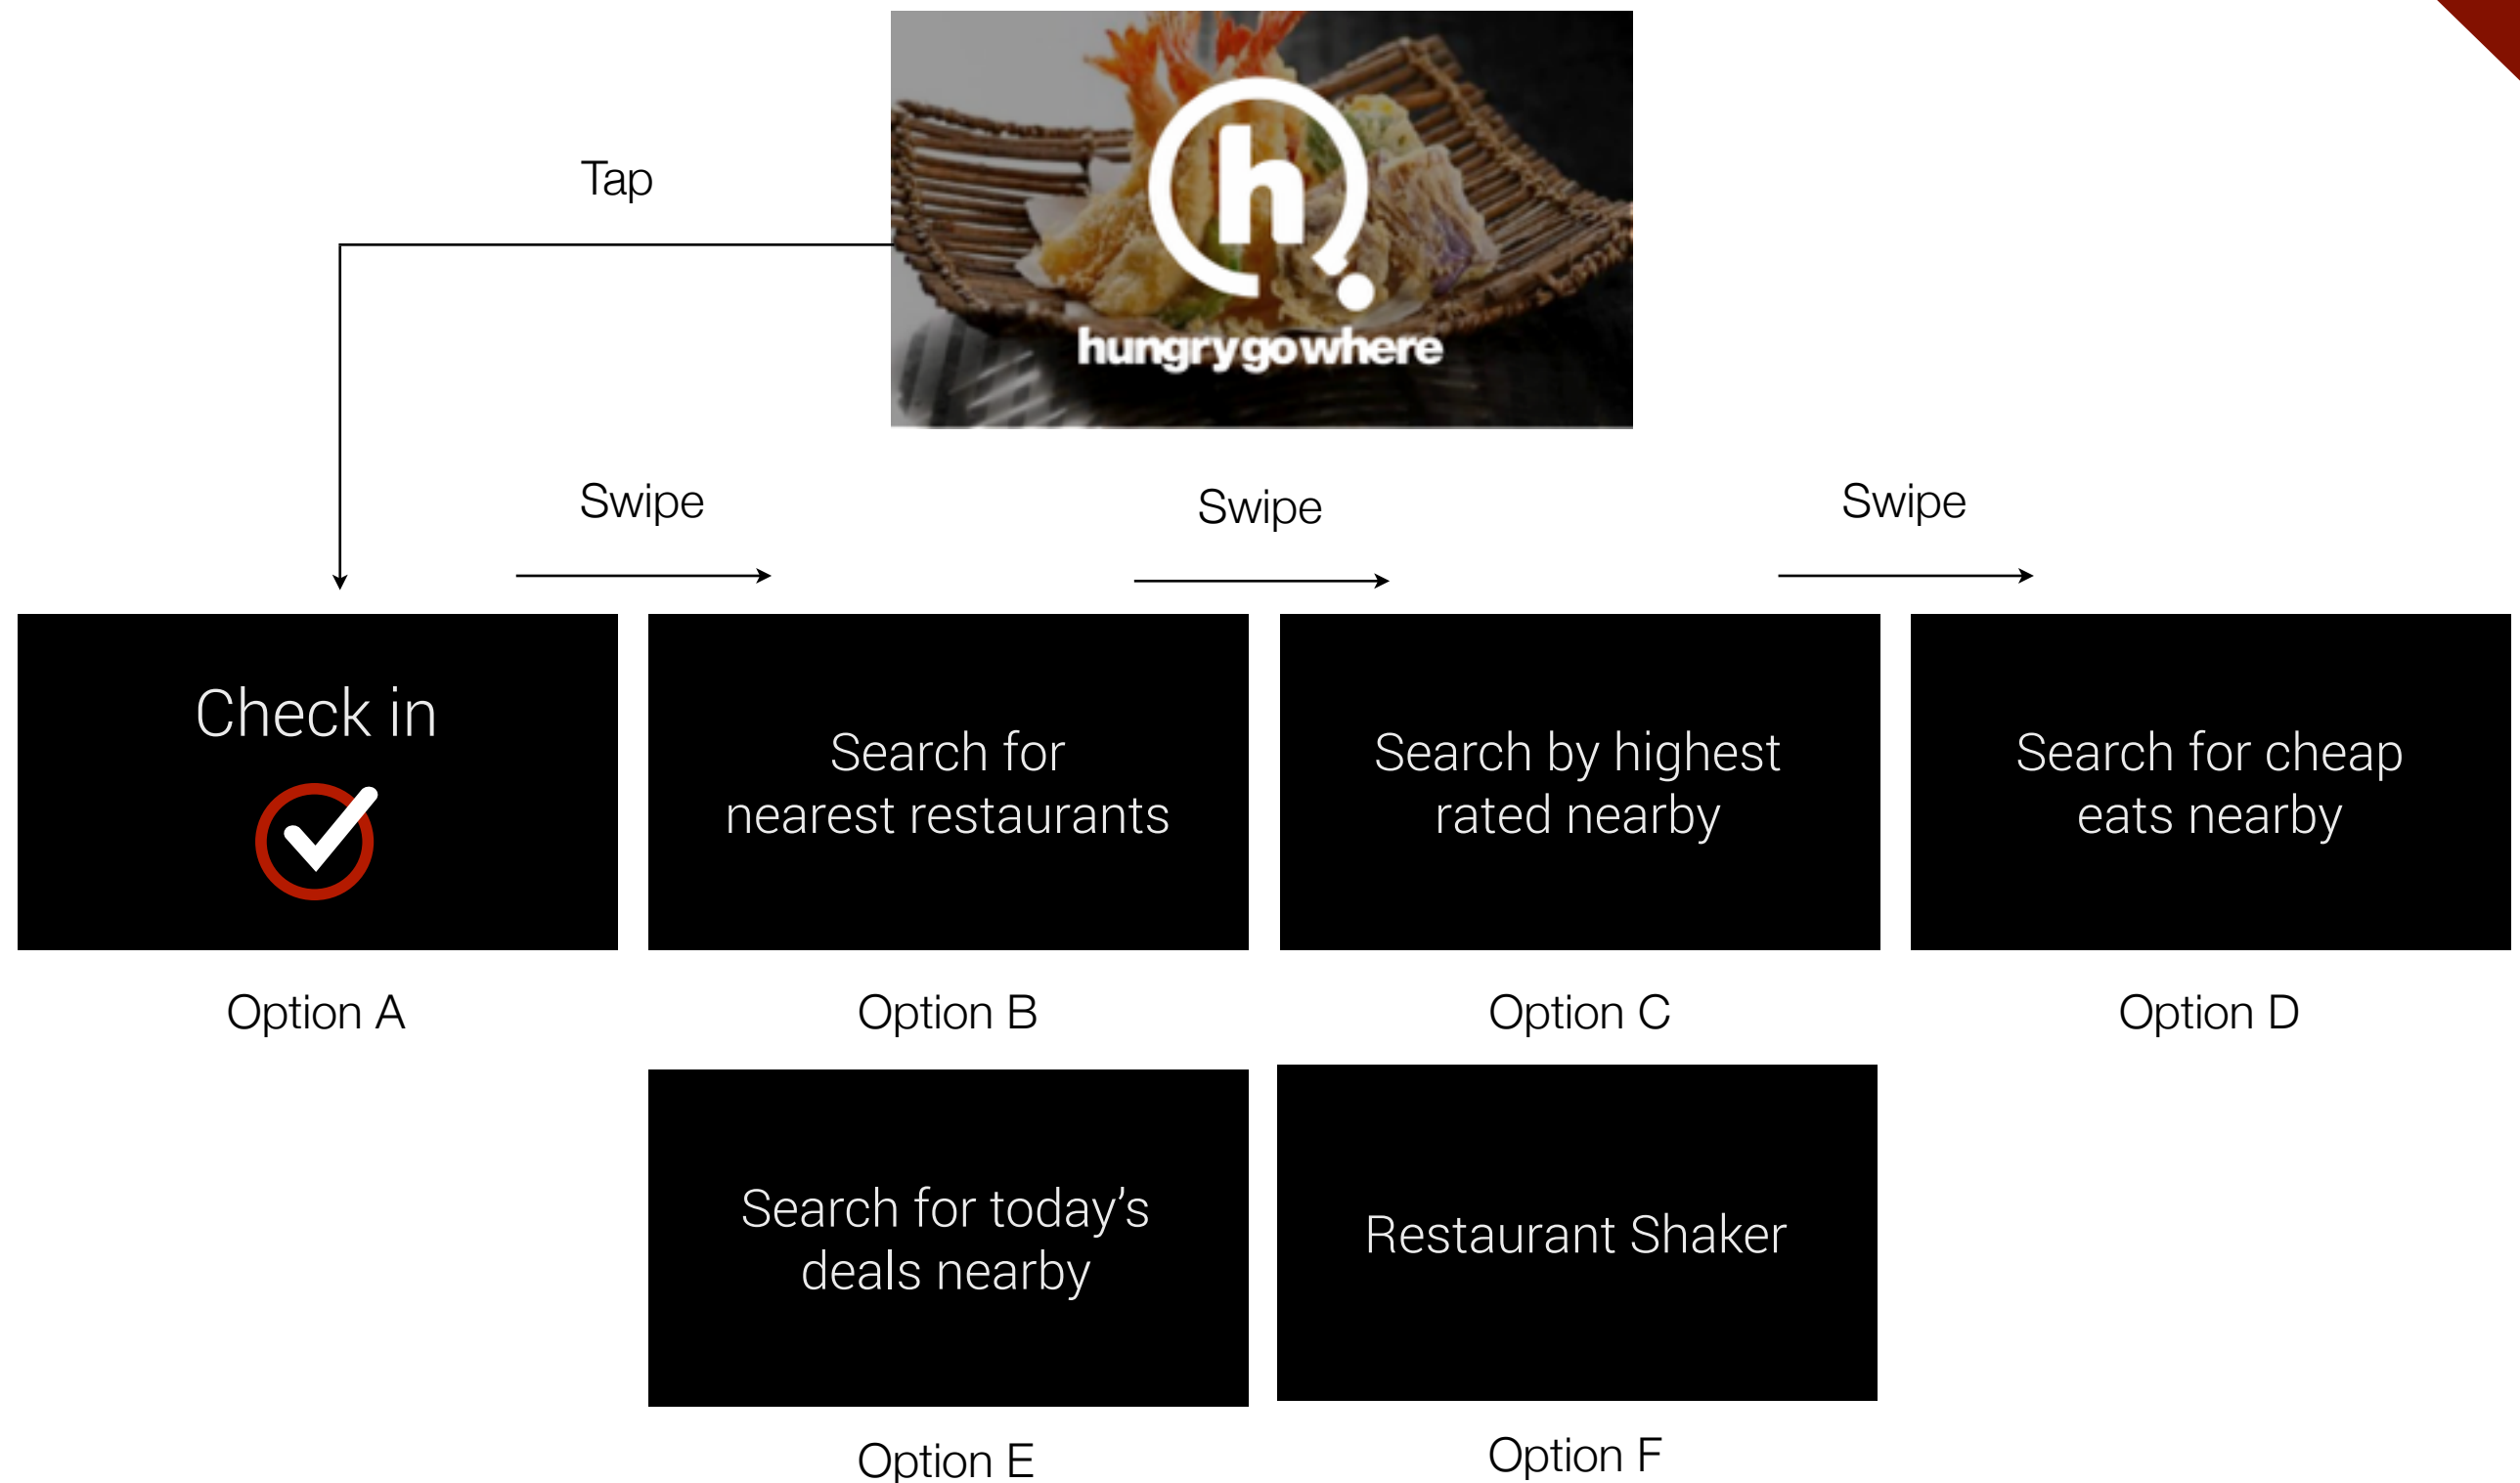 h
hungrygowhere
Tap
Swipe
Swipe
Swipe
Check in
Search for
nearest restaurants
Search by highest
rated nearby
Search for cheap
eats nearby
Option A
Option B
Option C
Option D
Search for today’s
deals nearby
Restaurant Shaker
Option E
Option F